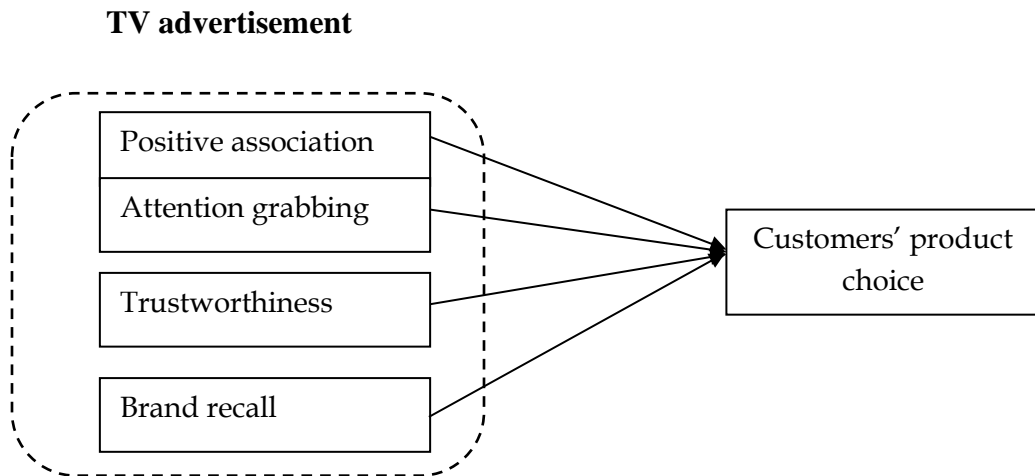 TV advertisement
Positive association
Attention grabbing
Trustworthiness
Brand recall
Customers’ product
choice